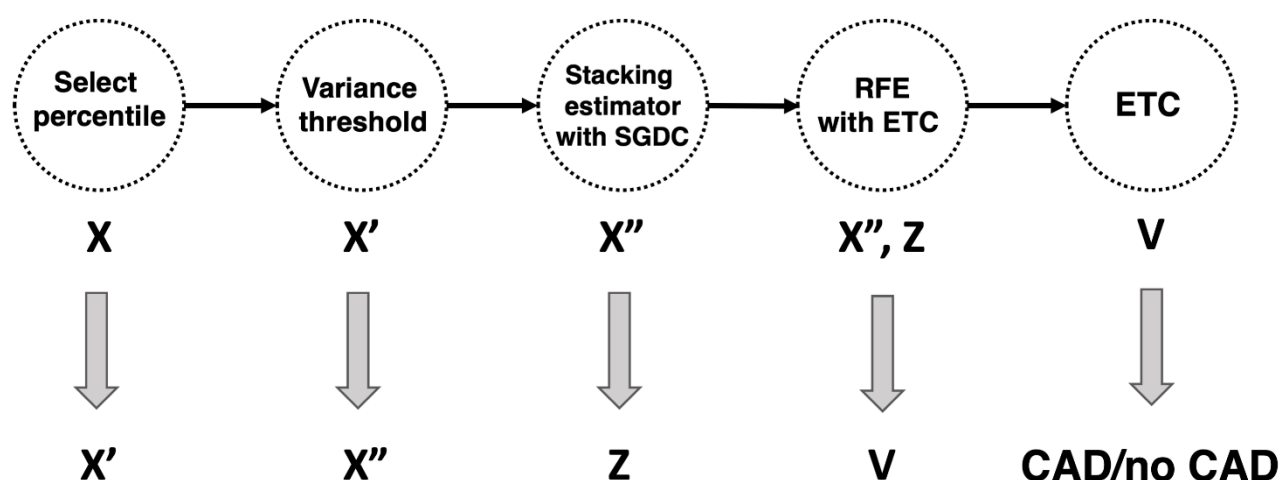 Select
percentile
Variance
threshold
Stacking
estimator
with SGDC
RFE
with ETC
ETC
X
X’
X”
X”, Z
V
X’
X”
Z
V
CAD/no CAD